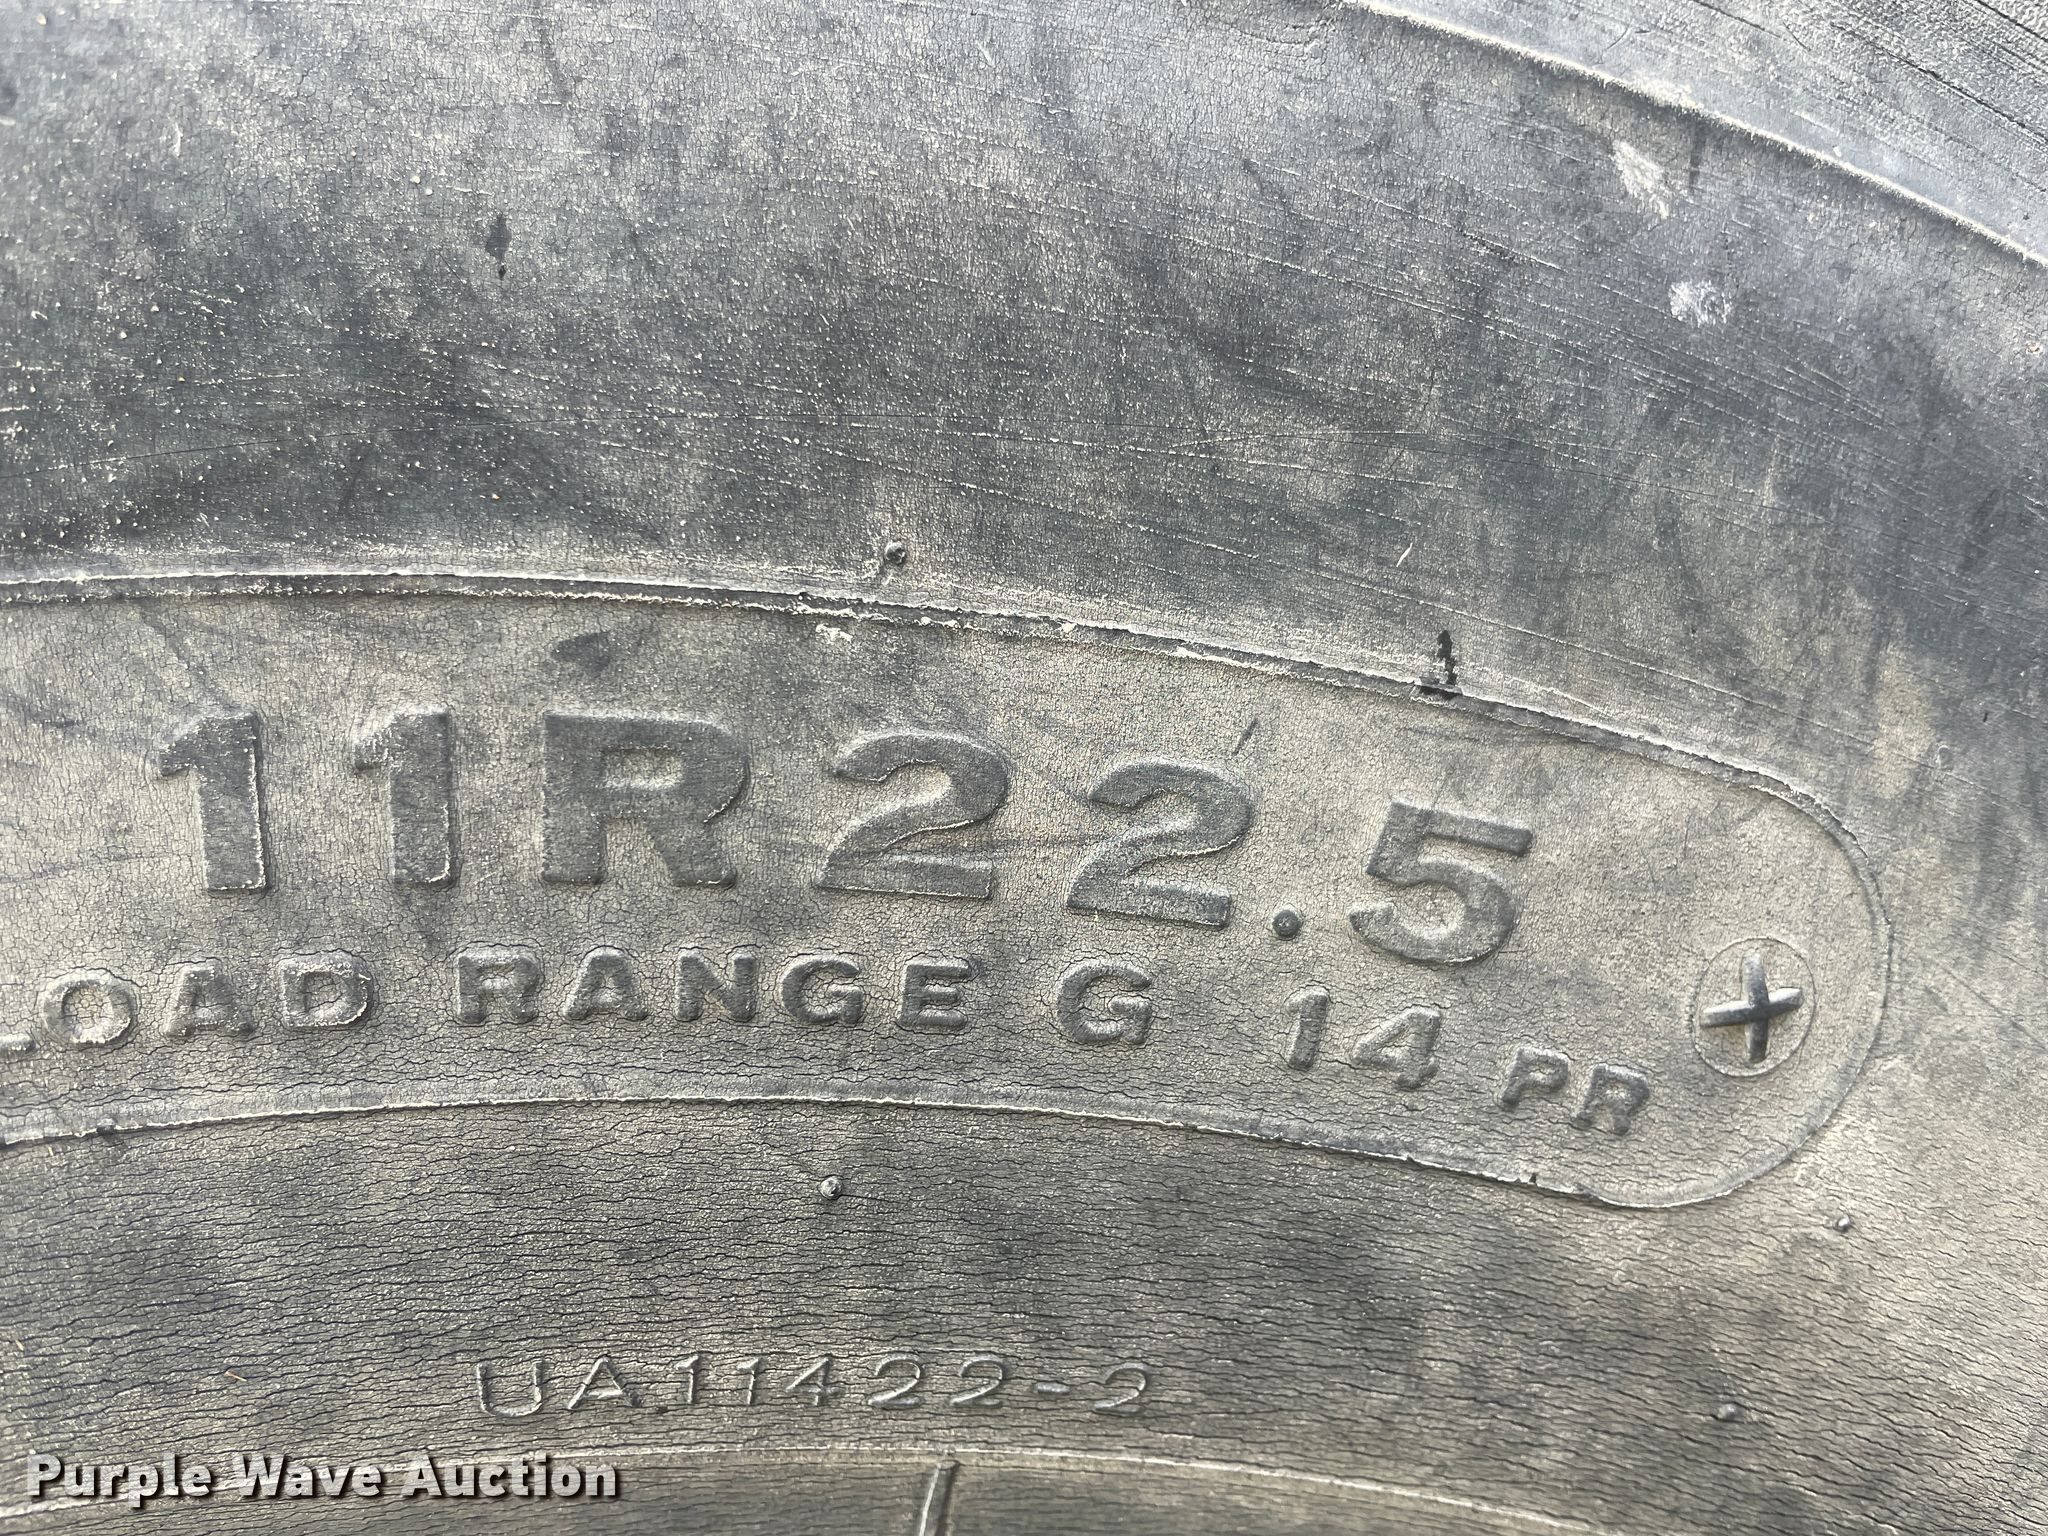 11R22.5
LOAD RANGE G 14 PR
UA11422-2
Purple Wave Auction